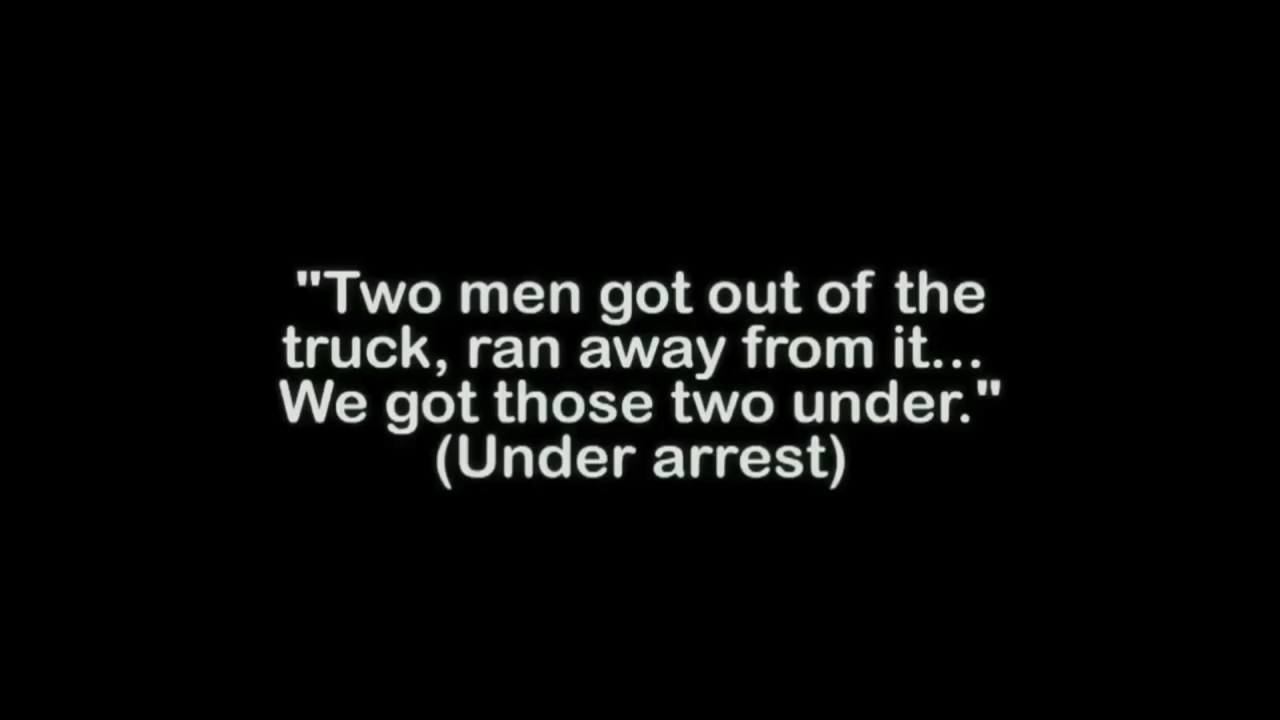 "Two men got out of the
truck, ran away from it...
We got those two under."
(Under arrest)